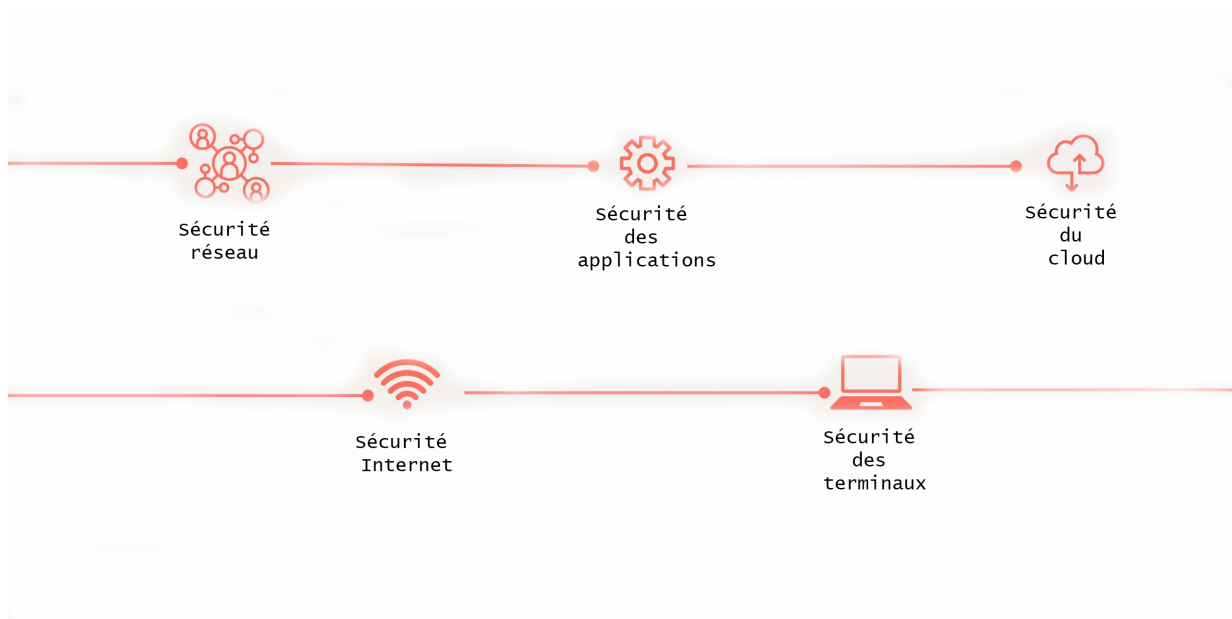 Sécurité
réseau
Sécurité
des
applications
Sécurité
du
cloud
Sécurité
Internet
Sécurité
des
terminaux